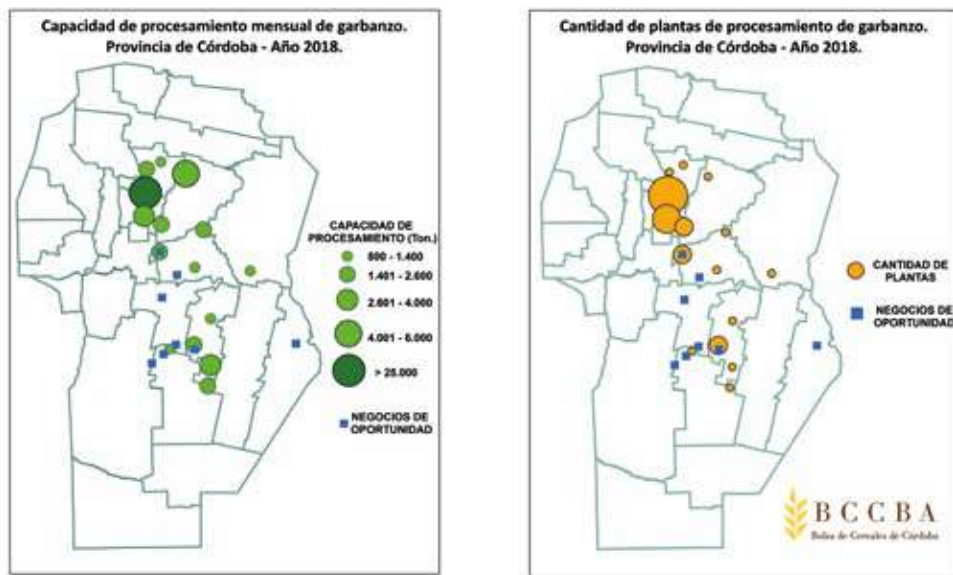 Capacidad de procesamiento mensual de garbanzo.
Provincia de Córdoba - Año 2018.
CAPACIDAD DE
PROCESAMIENTO (Ton.)
800 - 1.400
1.401 - 2.600
2.601 - 4.000
4.001 - 6.000
> 25.000
NEGOCIOS DE
OPORTUNIDAD
Cantidad de plantas de procesamiento de garbanzo.
Provincia de Córdoba - Año 2018.
CANTIDAD DE
PLANTAS
NEGOCIOS DE
OPORTUNIDAD
BCCBA
Bolsa de Cereales de Córdoba